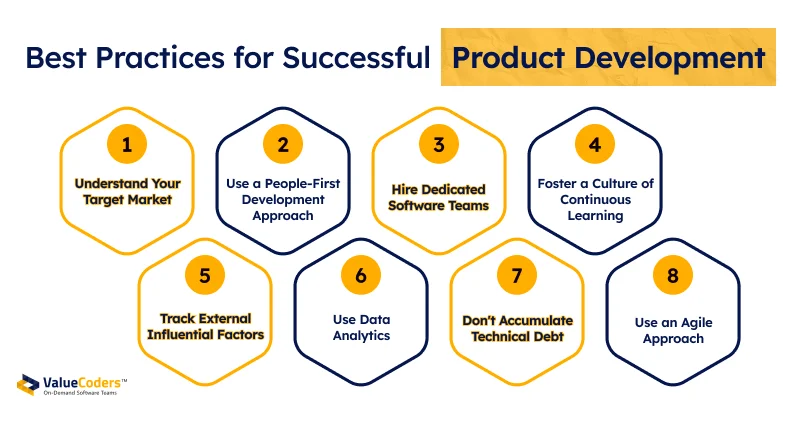 Best Practices for Successful Product Development
1
Understand Your
Target Market
2
Use a People-First
Development
Approach
3
Hire Dedicated
Software Teams
4
Foster a Culture of
Continuous
Learning
5
Track External
Influential Factors
6
Use Data
Analytics
7
Don't Accumulate
Technical Debt
8
Use an Agile
Approach
ValueCoders™
On-Demand Software Teams